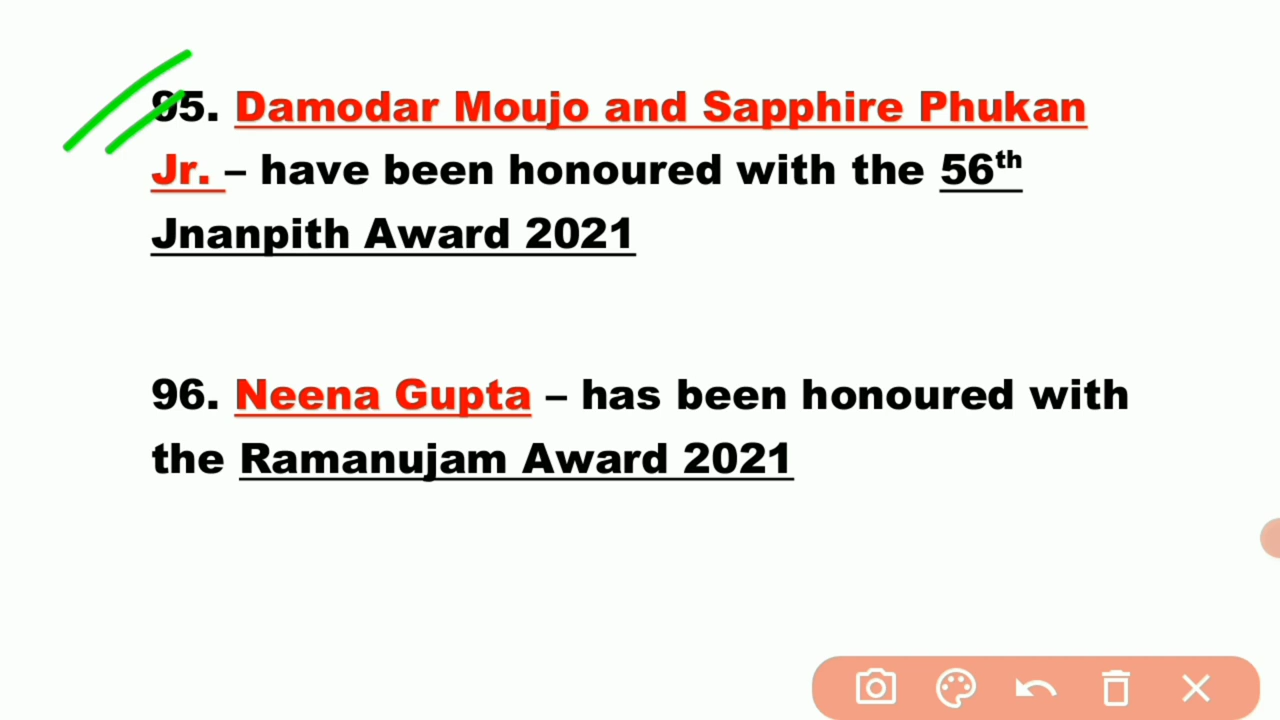 95. Damodar Moujo and Sapphire Phukan
Jr. – have been honoured with the 56th
Jnanpith Award 2021
96. Neena Gupta – has been honoured with
the Ramanujam Award 2021